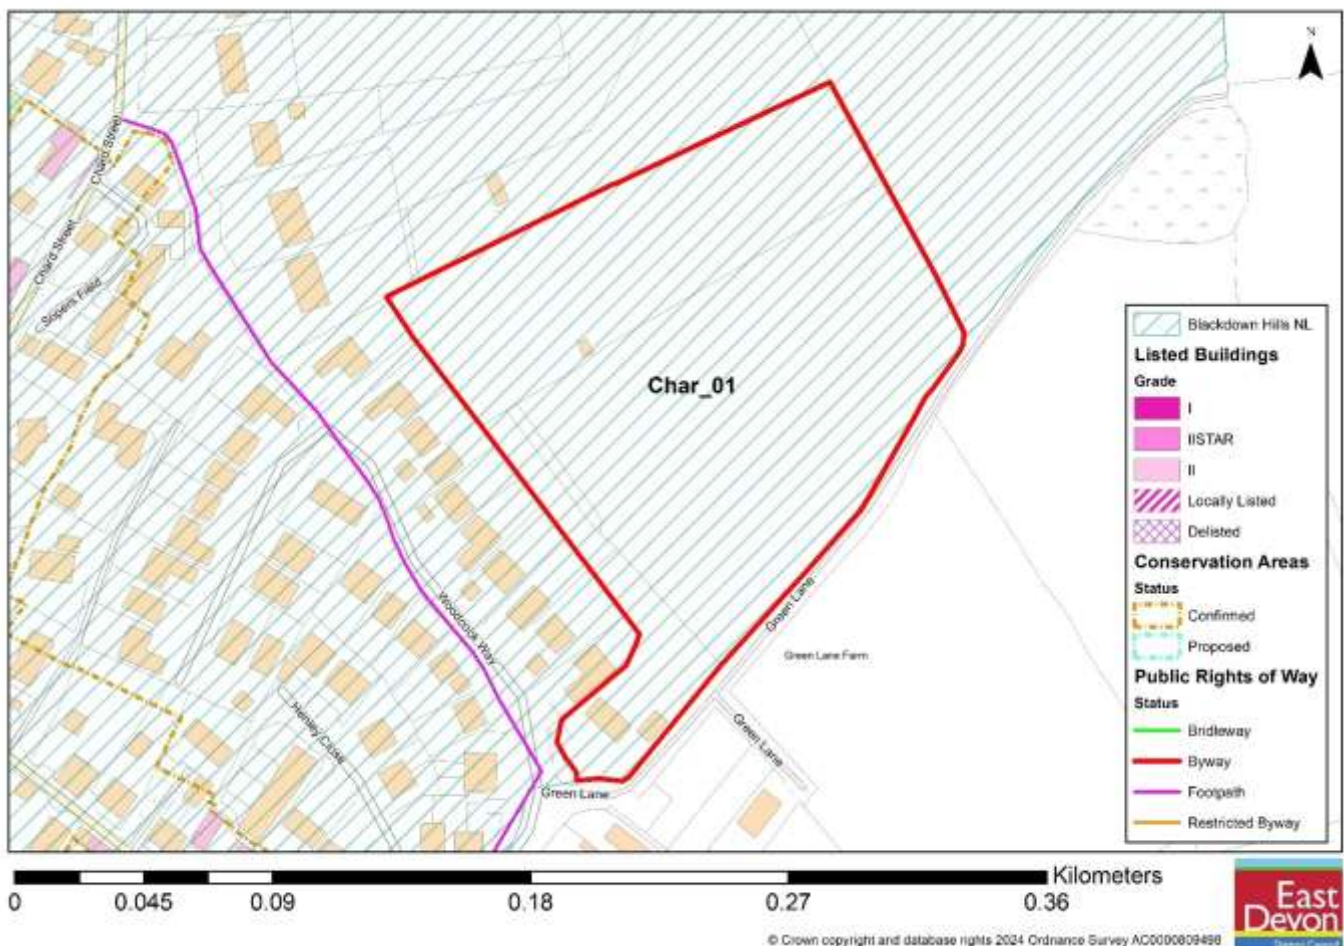 N
Chard Street
Chard Street
Sopers Field
Char_01
Woodcock Way
Henley Close
Green Lane
Green Lane
Green Lane
Green Lane Farm
Blackdown Hills NL
Listed Buildings
Grade
I
IISTAR
II
Locally Listed
Delisted
Conservation Areas
Status
Confirmed
Proposed
Public Rights of Way
Status
Bridleway
Byway
Footpath
Restricted Byway
0 0.045 0.09 0.18 0.27 0.36 Kilometers
East
Devon
District Council
© Crown copyright and database rights 2024 Ordnance Survey AC0000809498